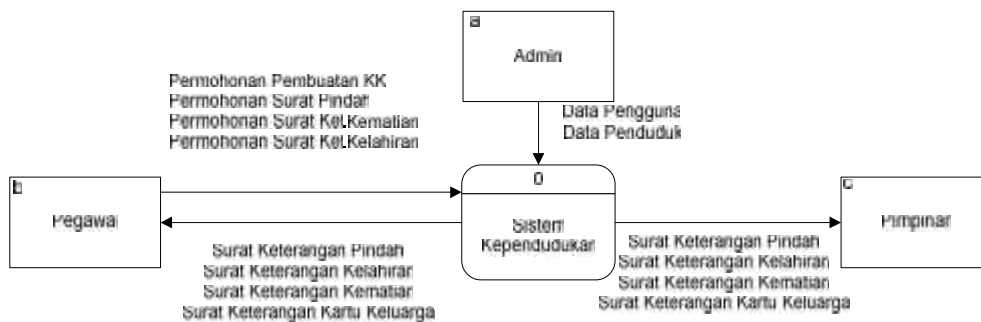 a
Admin
Permohonan Pembuatan KK
Permohonan Surat Pindah
Permohonan Surat Ket.Kematian
Permohonan Surat Ket.Kelahiran
Data Pengguna
Data Penduduk
b
Pegawai
0
Sistem
Kependudukan
c
Pimpinan
Surat Keterangan Pindah
Surat Keterangan Kelahiran
Surat Keterangan Kematian
Surat Keterangan Kartu Keluarga
Surat Keterangan Pindah
Surat Keterangan Kelahiran
Surat Keterangan Kematian
Surat Keterangan Kartu Keluarga